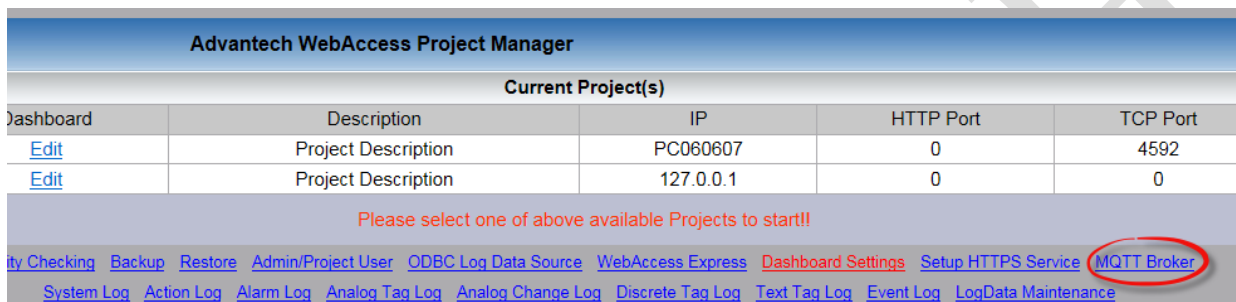 Advantech WebAccess Project Manager
Current Project(s)
Dashboard Description IP HTTP Port TCP Port
Edit Project Description PC060607 0 4592
Edit Project Description 127.0.0.1 0 0
Please select one of above available Projects to start!!
ity Checking Backup Restore Admin/Project User ODBC Log Data Source WebAccess Express Dashboard Settings Setup HTTPS Service MQTT Broker
System Log Action Log Alarm Log Analog Tag Log Analog Change Log Discrete Tag Log Text Tag Log Event Log LogData Maintenance